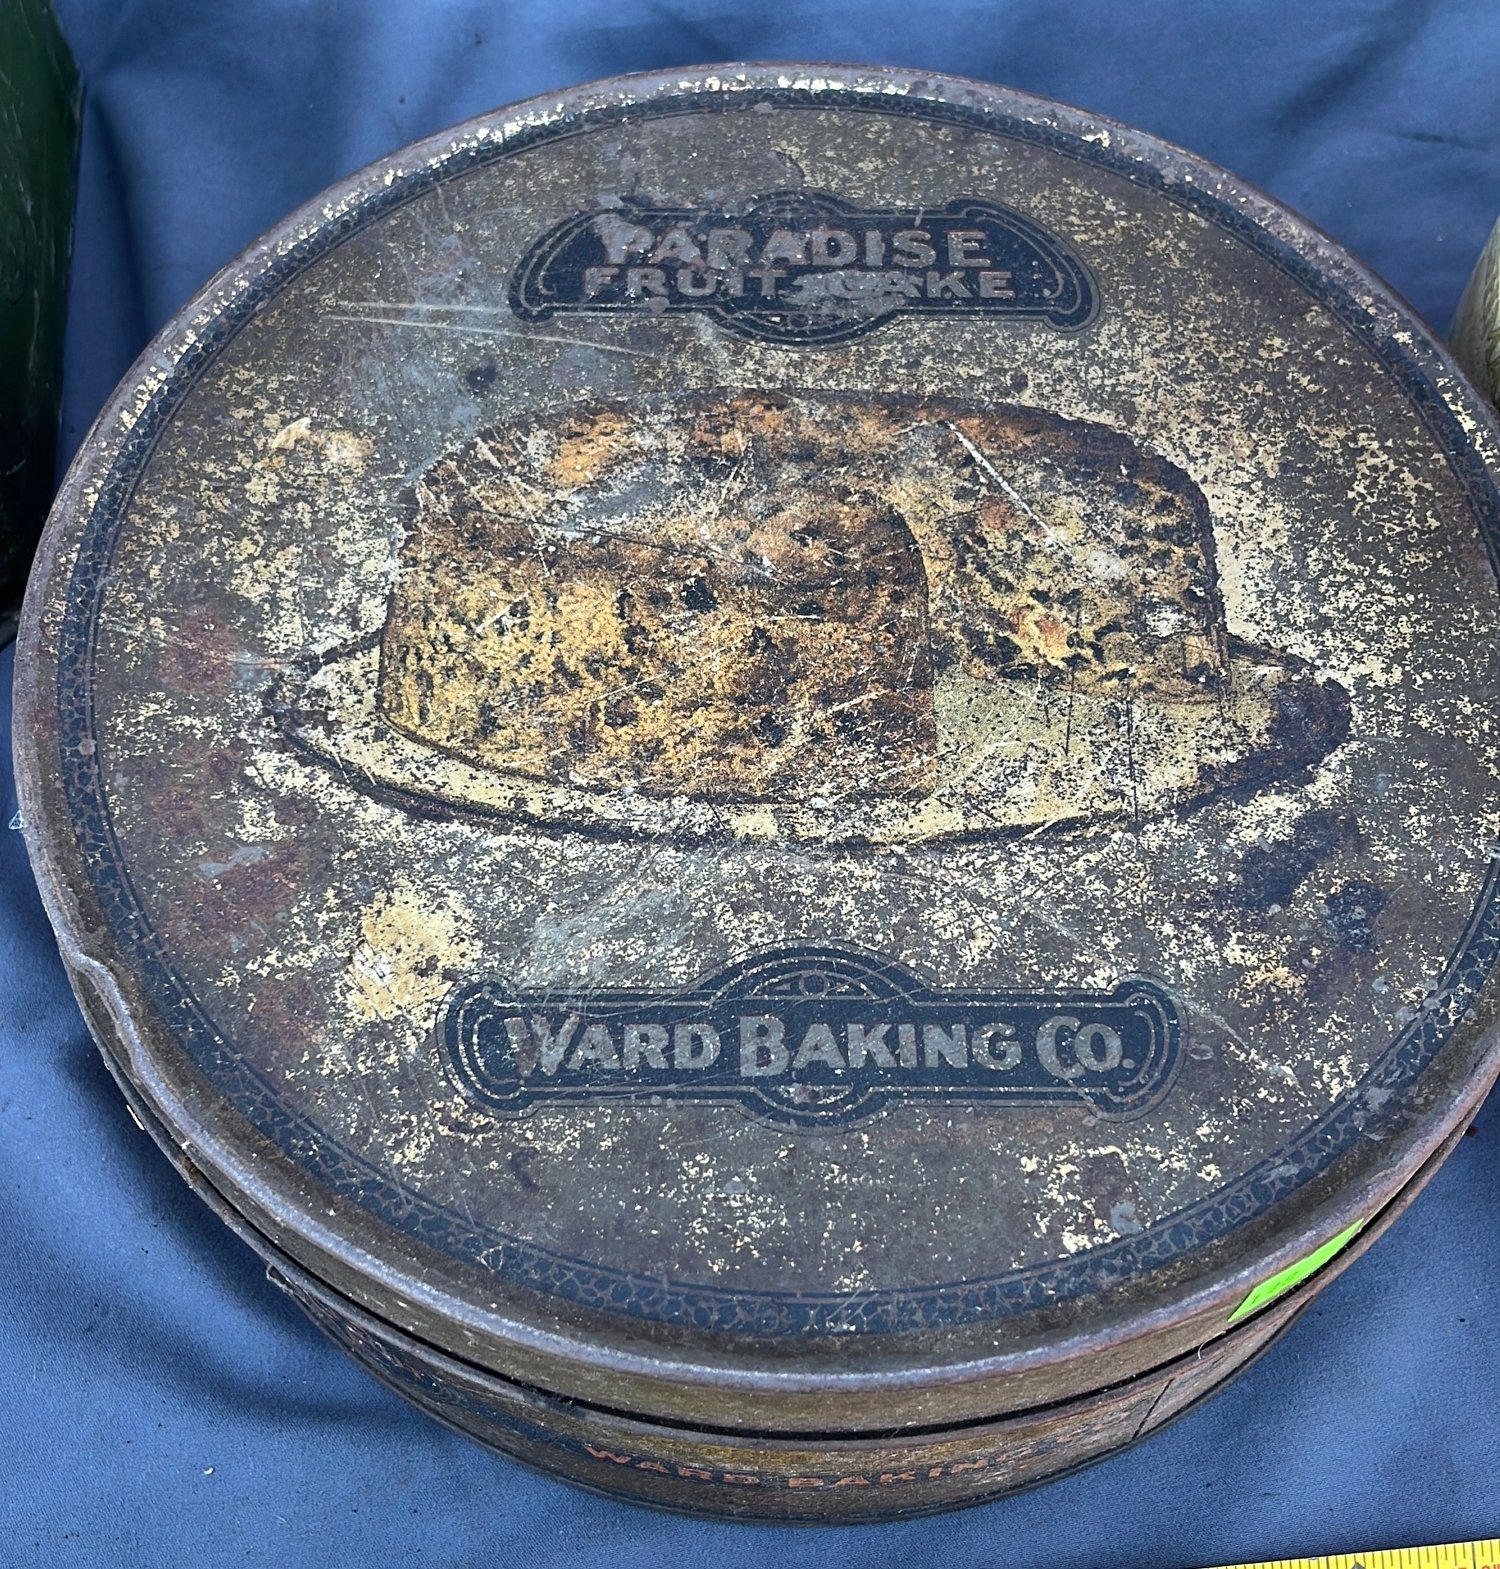 PARADISE
FRUIT CAKE
WARD BAKING CO.
WARD BAKING